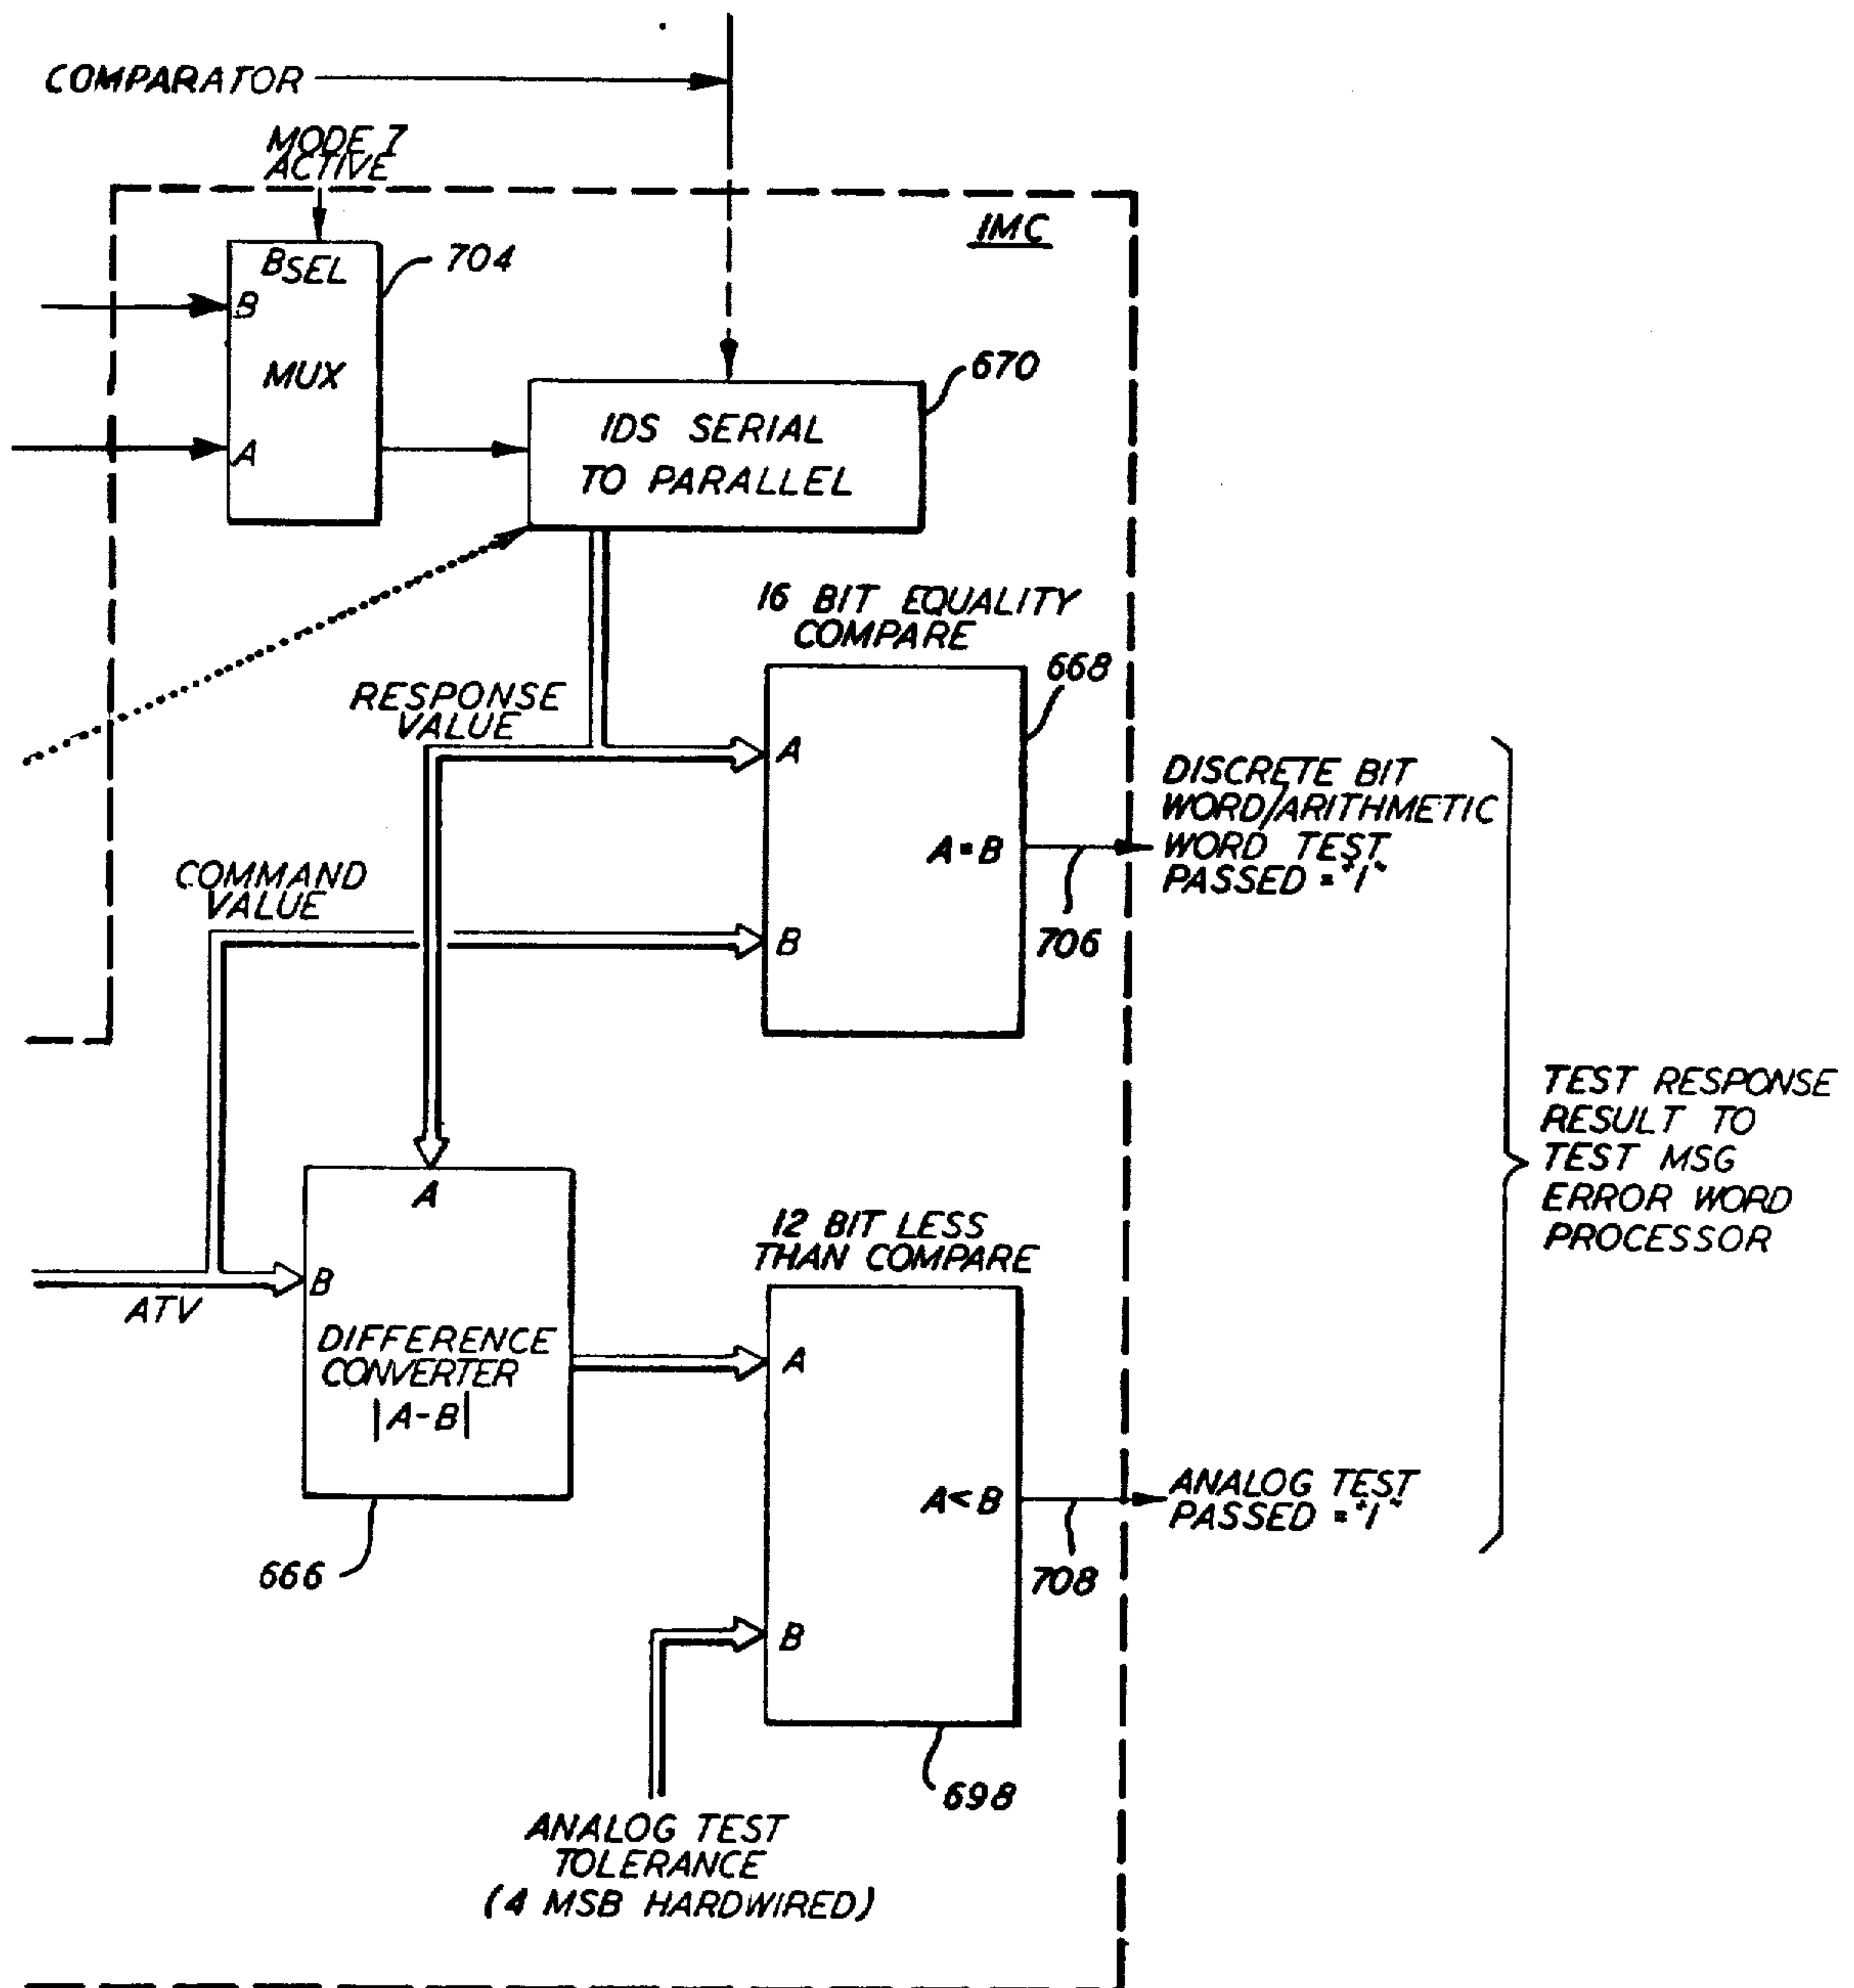 COMPARATOR
MODE 7
ACTIVE
IMC
BSEL
704
B
MUX
A
670
IDS SERIAL
TO PARALLEL
16 BIT EQUALITY
COMPARE
668
RESPONSE
VALUE
A
DISCRETE BIT
WORD/ARITHMETIC
WORD TEST
PASSED = "1"
A = B
COMMAND
VALUE
B
706
TEST RESPONSE
RESULT TO
TEST MSG
ERROR WORD
PROCESSOR
A
12 BIT LESS
THAN COMPARE
B
ATV
DIFFERENCE
CONVERTER
|A-B|
A
A < B
ANALOG TEST
PASSED = "1"
666
708
B
698
ANALOG TEST
TOLERANCE
(4 MSB HARDWIRED)